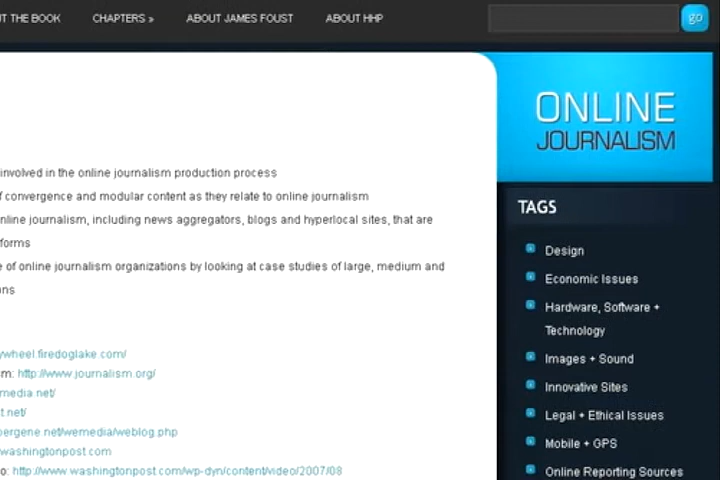 T THE BOOK CHAPTERS » ABOUT JAMES FOUST ABOUT HHP go
ONLINE
JOURNALISM
involved in the online journalism production process
f convergence and modular content as they relate to online journalism
nline journalism, including news aggregators, blogs and hyperlocal sites, that are
forms
e of online journalism organizations by looking at case studies of large, medium and
ns
ywheel.firedoglake.com/
m: http://www.journalism.org/
media.net/
t.net/
bergene.net/wemedia/weblog.php
washingtonpost.com
o: http://www.washingtonpost.com/wp-dyn/content/video/2007/08
TAGS
Design
Economic Issues
Hardware, Software +
Technology
Images + Sound
Innovative Sites
Legal + Ethical Issues
Mobile + GPS
Online Reporting Sources